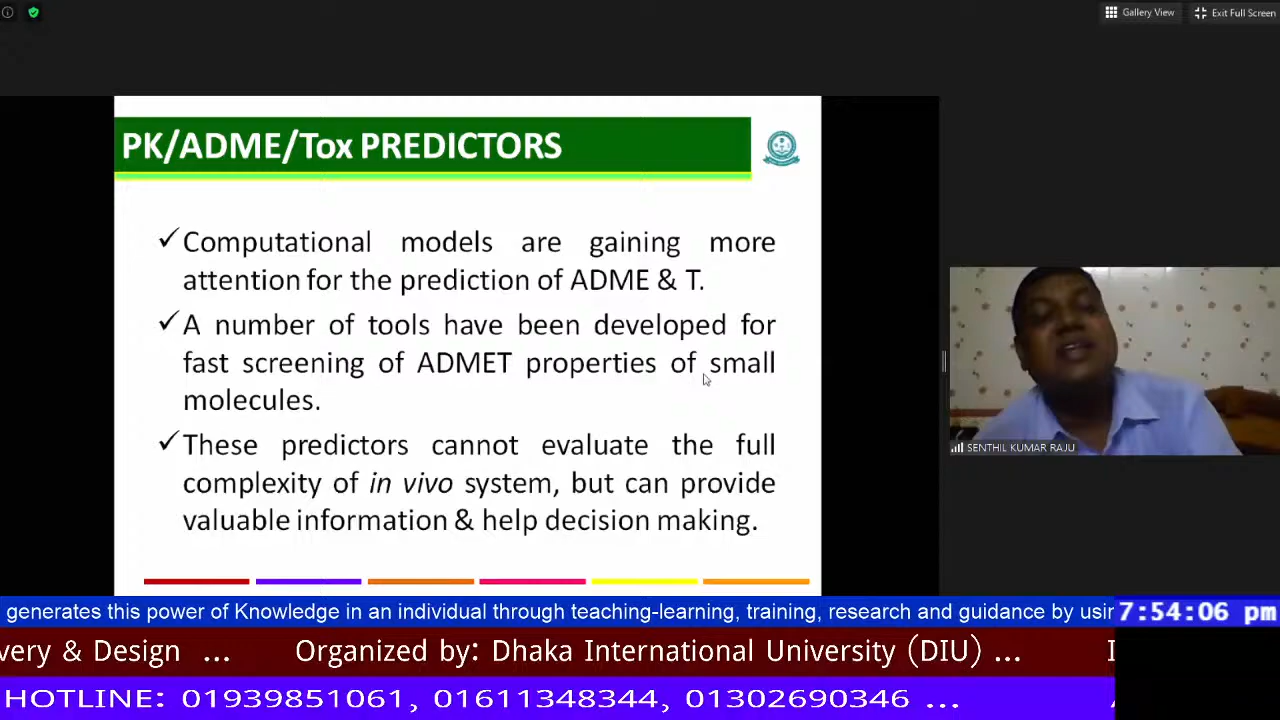 Gallery View
Exit Full Screen
PK/ADME/Tox PREDICTORS
✓Computational models are gaining more
attention for the prediction of ADME & T.
✓A number of tools have been developed for
fast screening of ADMET properties of small
molecules.
✓These predictors cannot evaluate the full
complexity of in vivo system, but can provide
valuable information & help decision making.
SENTHIL KUMAR RAJU
generates this power of Knowledge in an individual through teaching-learning, training, research and guidance by usin
7:54:06 pm
very & Design ... Organized by: Dhaka International University (DIU) ...
HOTLINE: 01939851061, 01611348344, 01302690346 ...